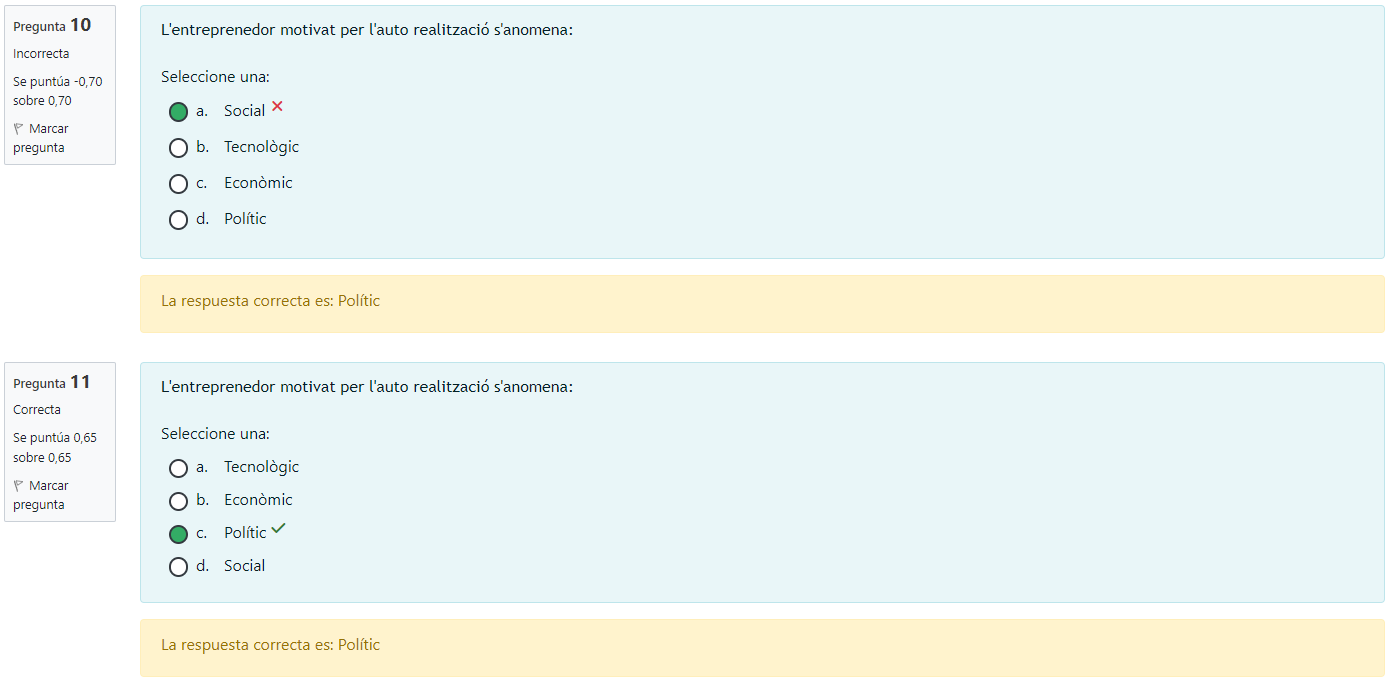 Pregunta 10
Incorrecta
Se puntúa -0,70
sobre 0,70
Marcar
pregunta
L'entreprenedor motivat per l'auto realització s'anomena:
Seleccione una:
a. Social
b. Tecnològic
c. Econòmic
d. Polític
La respuesta correcta es: Polític
Pregunta 11
Correcta
Se puntúa 0,65
sobre 0,65
Marcar
pregunta
L'entreprenedor motivat per l'auto realització s'anomena:
Seleccione una:
a. Tecnològic
b. Econòmic
c. Polític
d. Social
La respuesta correcta es: Polític